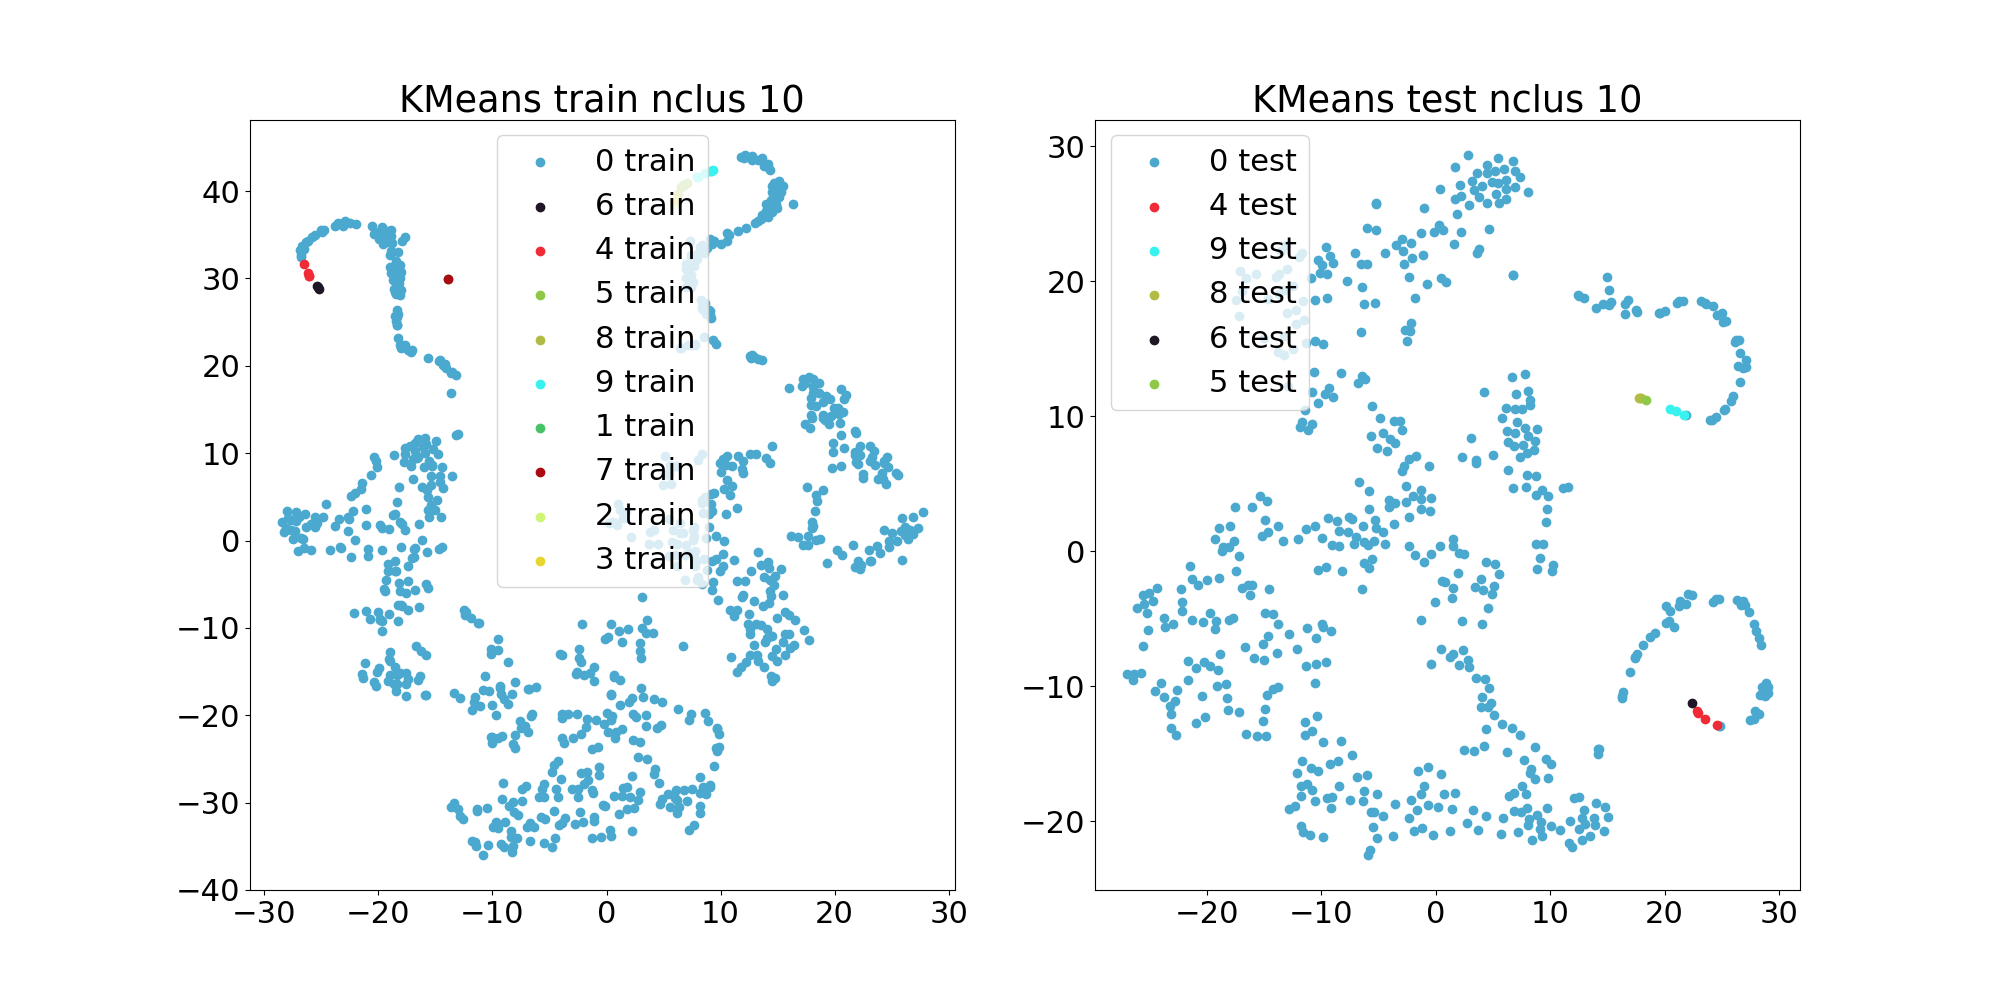 KMeans train nclus 10
0 train
6 train
4 train
5 train
8 train
9 train
1 train
7 train
2 train
3 train
40
30
20
10
0
−10
−20
−30
−40
−30 −20 −10 0 10 20 30
KMeans test nclus 10
0 test
4 test
9 test
8 test
6 test
5 test
30
20
10
0
−10
−20
−20 −10 0 10 20 30